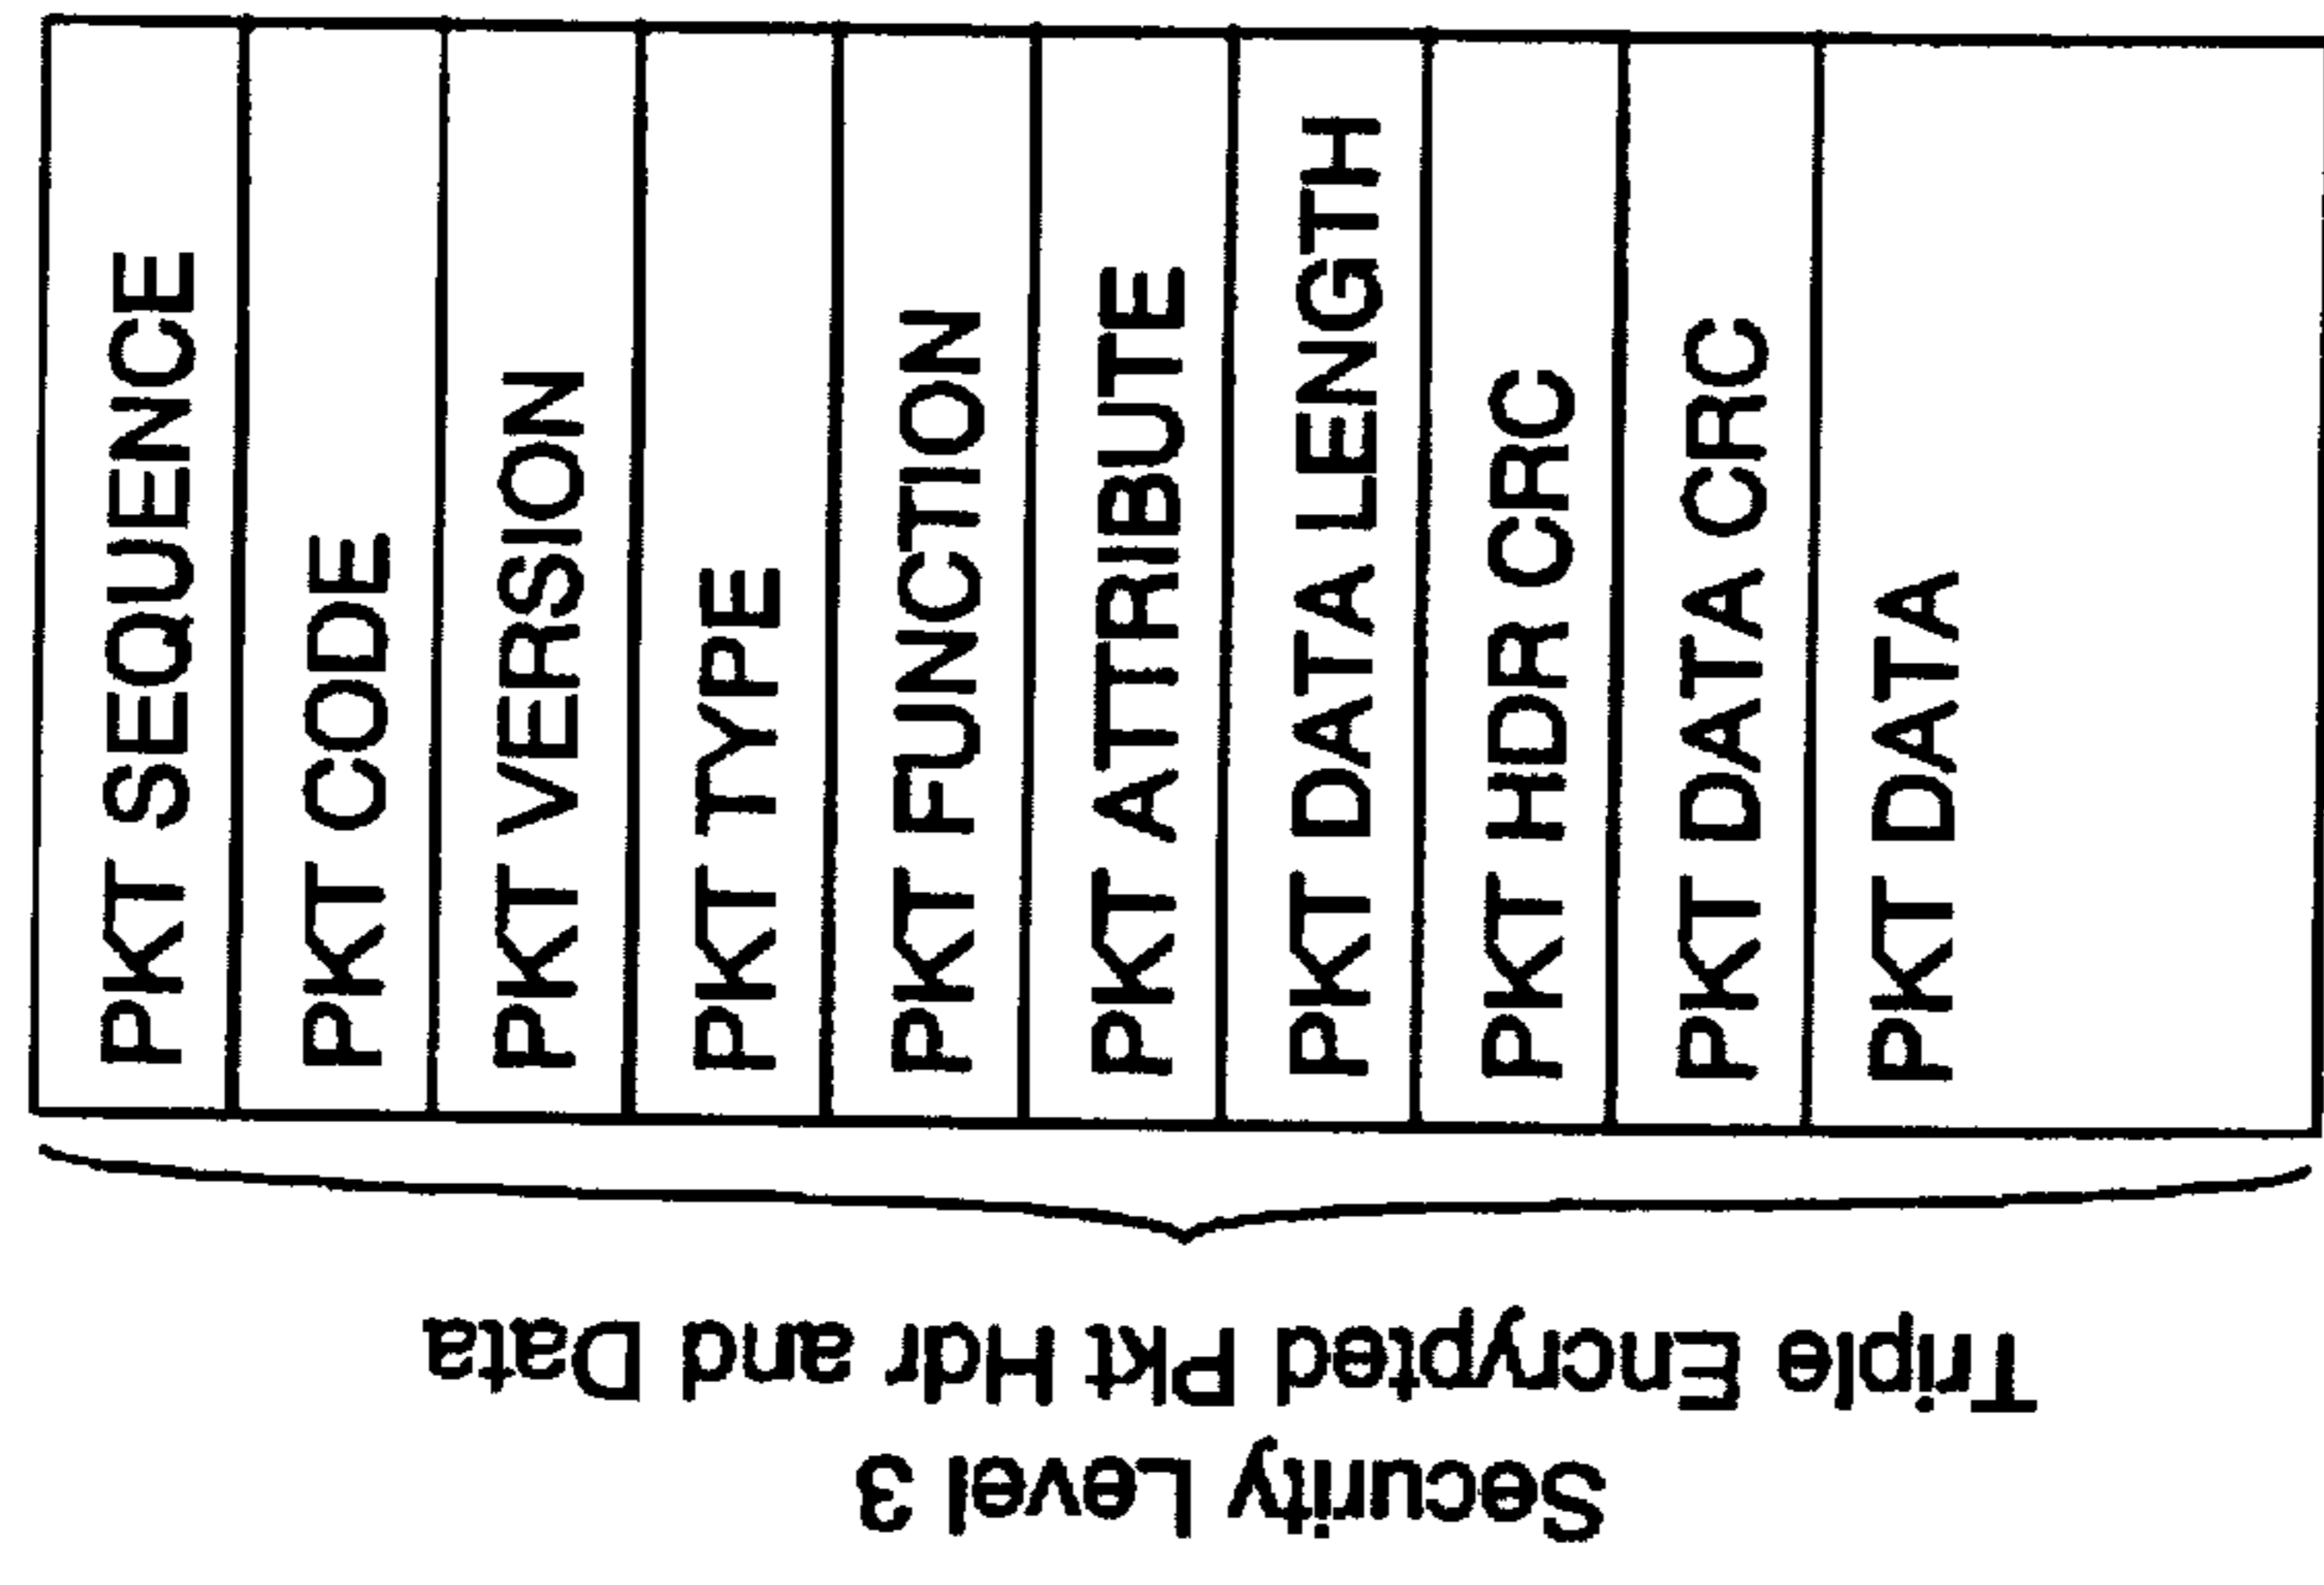 PKT SEQUENCE
PKT CODE
PKT VERSION
PKT TYPE
PKT FUNCTION
PKT ATTRIBUTE
PKT DATA LENGTH
PKT HDR CRC
PKT DATA CRC
PKT DATA
Security Level 3
Triple Encrypted Pkt Hdr and Data